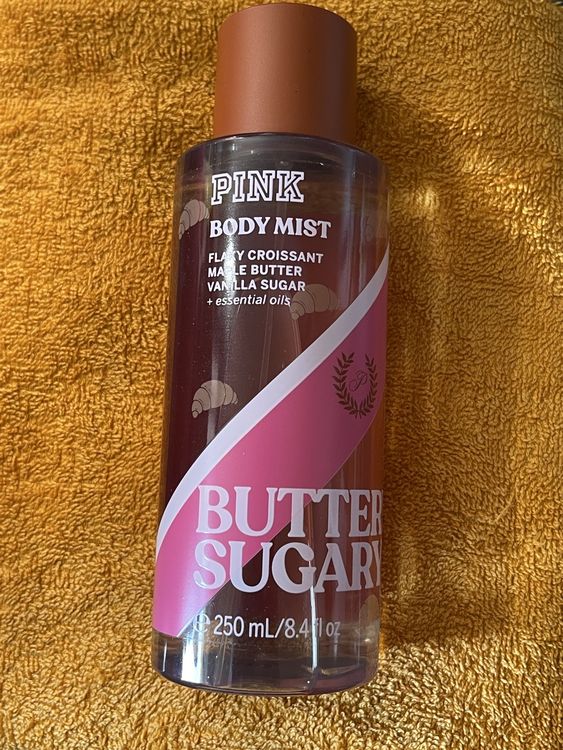 PINK
BODY MIST
FLAKY CROISSANT
MAPLE BUTTER
VANILLA SUGAR
+ essential oils
P
BUTTER
SUGARY
℮ 250 mL/8.4 fl oz